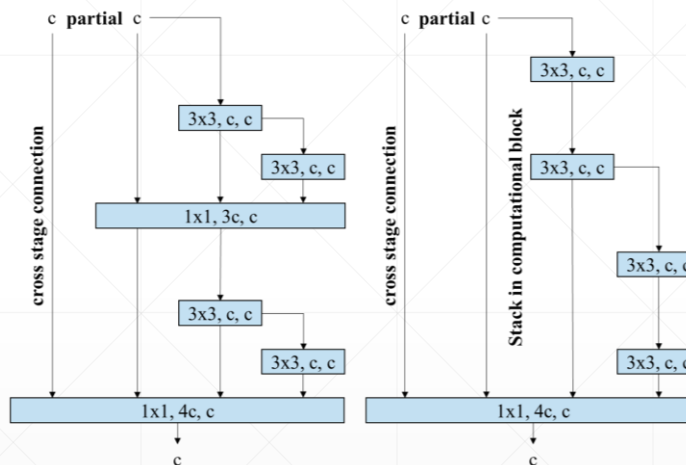 c partial c
cross stage connection
3x3, c, c
3x3, c, c
1x1, 3c, c
3x3, c, c
3x3, c, c
1x1, 4c, c
c
c partial c
cross stage connection
Stack in computational block
3x3, c, c
3x3, c, c
3x3, c, c
3x3, c, c
1x1, 4c, c
c